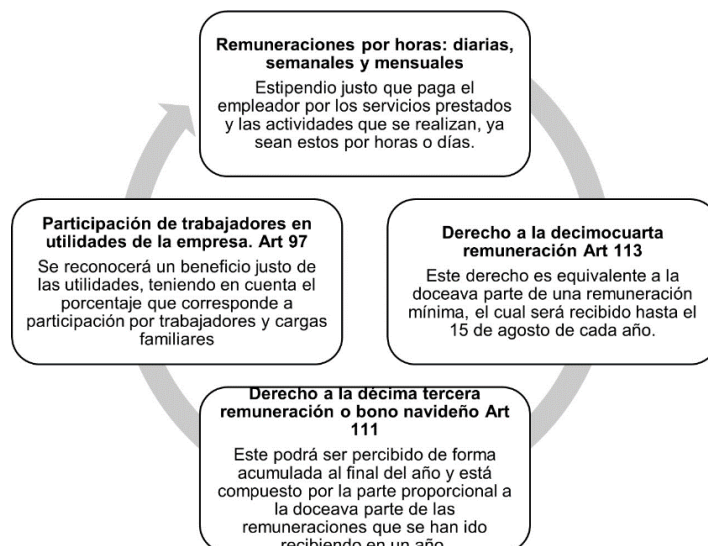 Remuneraciones por horas: diarias,
semanales y mensuales
Estipendio justo que paga el
empleador por los servicios prestados
y las actividades que se realizan, ya
sean estos por horas o días.
Derecho a la decimocuarta
remuneración Art 113
Este derecho es equivalente a la
doceava parte de una remuneración
mínima, el cual será recibido hasta el
15 de agosto de cada año.
Derecho a la décima tercera
remuneración o bono navideño Art
111
Este podrá ser percibido de forma
acumulada al final del año y está
compuesto por la parte proporcional a
la doceava parte de las
remuneraciones que se han ido
recibiendo en un año
Participación de trabajadores en
utilidades de la empresa. Art 97
Se reconocerá un beneficio justo de
las utilidades, teniendo en cuenta el
porcentaje que corresponde a
participación por trabajadores y cargas
familiares